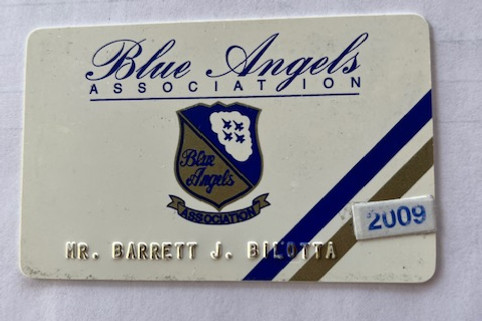 Blue Angels
ASSOCIATION
Blue
Angels
ASSOCIATION
2009
MR. BARRETT J. BILOTTA